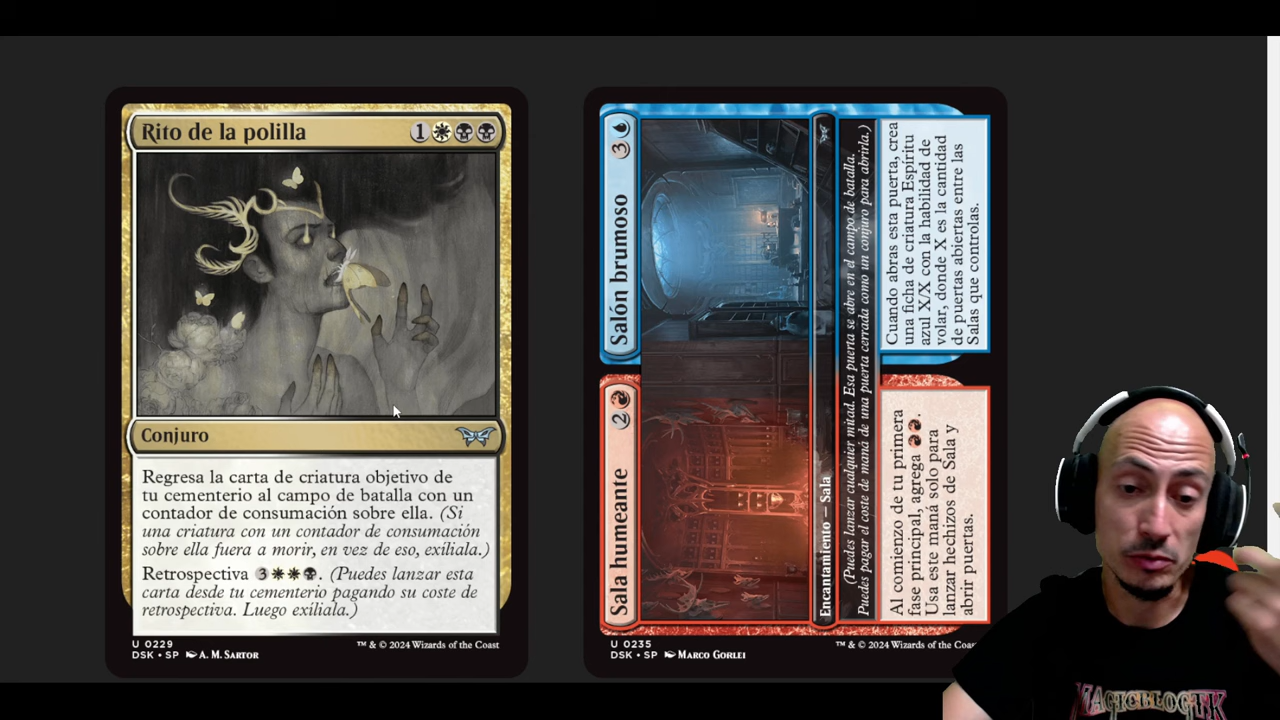 Rito de la polilla 1
Conjuro
Regresa la carta de criatura objetivo de
tu cementerio al campo de batalla con un
contador de consumación sobre ella. (Si
una criatura con un contador de consumación
sobre ella fuera a morir, en vez de eso, exíliala.)
Retrospectiva 3. (Puedes lanzar esta
carta desde tu cementerio pagando su coste de
retrospectiva. Luego exíliala.)
U 0229
DSK • SP A. M. SARTOR
™ & © 2024 Wizards of the Coast
Sala humeante 2
Al comienzo de tu primera
fase principal, agrega .
Usa este maná solo para
lanzar hechizos de Sala y
abrir puertas.
Salón brumoso 3
Cuando abras esta puerta, crea
una ficha de criatura Espíritu
azul X/X con la habilidad de
volar, donde X es la cantidad
de puertas abiertas entre las
Salas que controlas.
Encantamiento — Sala
(Puedes lanzar cualquier mitad. Esa puerta se abre en el campo de batalla.
Puedes pagar el coste de maná de una puerta cerrada como un conjuro para abrirla.)
U 0235
DSK • SP MARCO GORLEI
™ & © 2024 Wizards of the Coast
MAGICBLOGTK